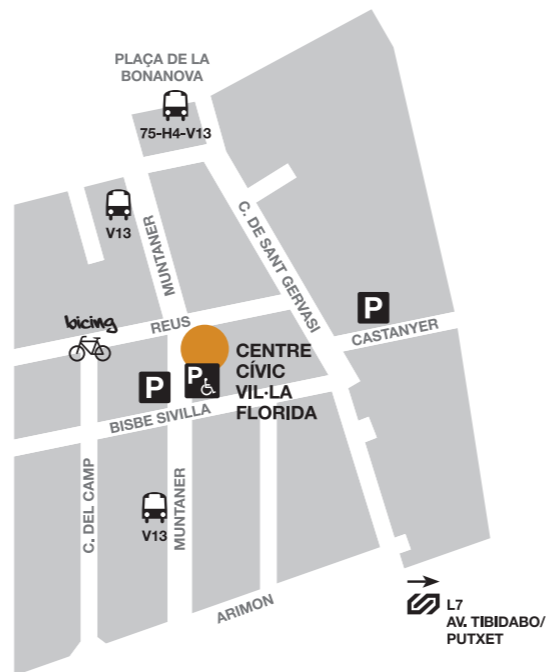 PLAÇA DE LA
BONANOVA
75-H4-V13
V13
MUNTANER
C. DE SANT GERVASI
bicing
REUS
P
CASTANYER
CENTRE
CÍVIC
VIL·LA
FLORIDA
P
P
BISBE SIVILLA
C. DEL CAMP
V13
MUNTANER
ARIMON
L7
AV. TIBIDABO/
PUTXET